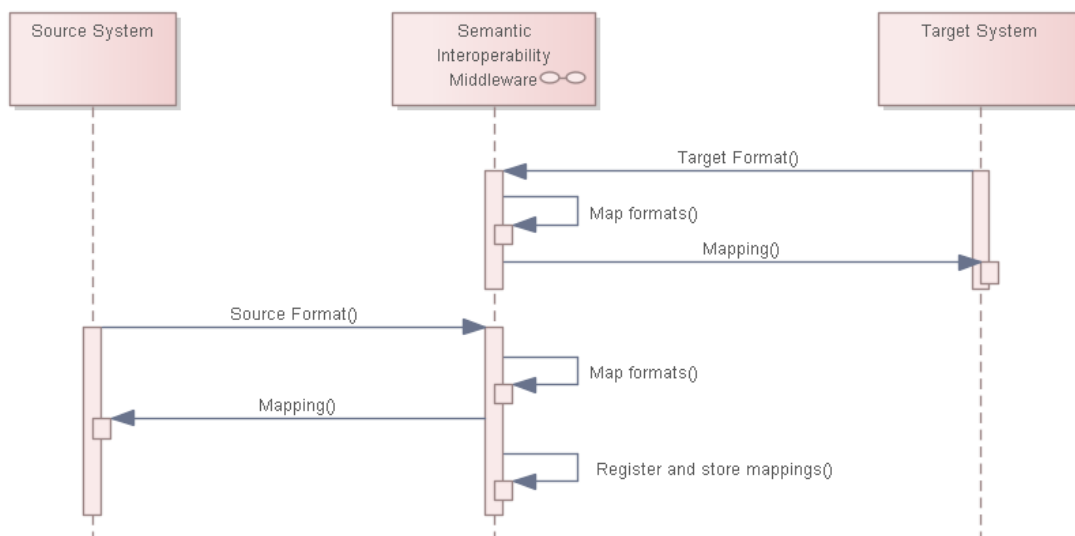 Source System
Semantic
Interoperability
Middleware
Target System
Target Format()
Map formats()
Mapping()
Source Format()
Map formats()
Mapping()
Register and store mappings()